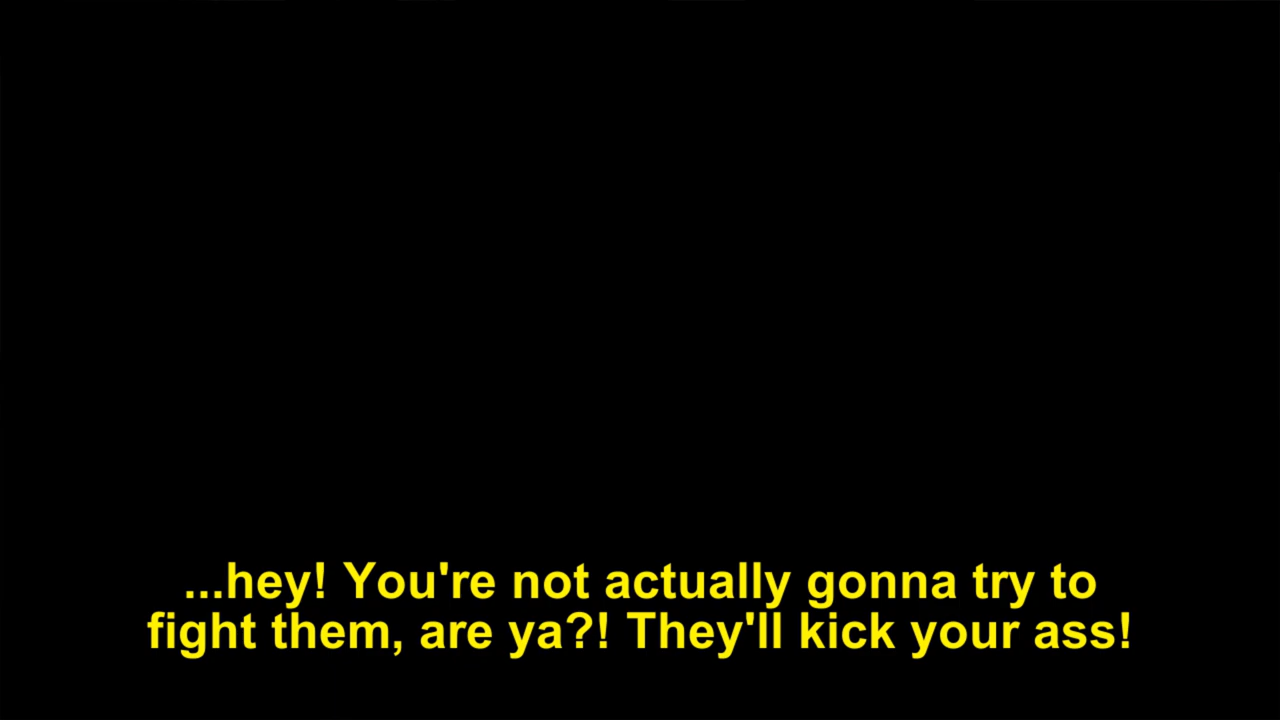 ...hey! You're not actually gonna try to
fight them, are ya?! They'll kick your ass!